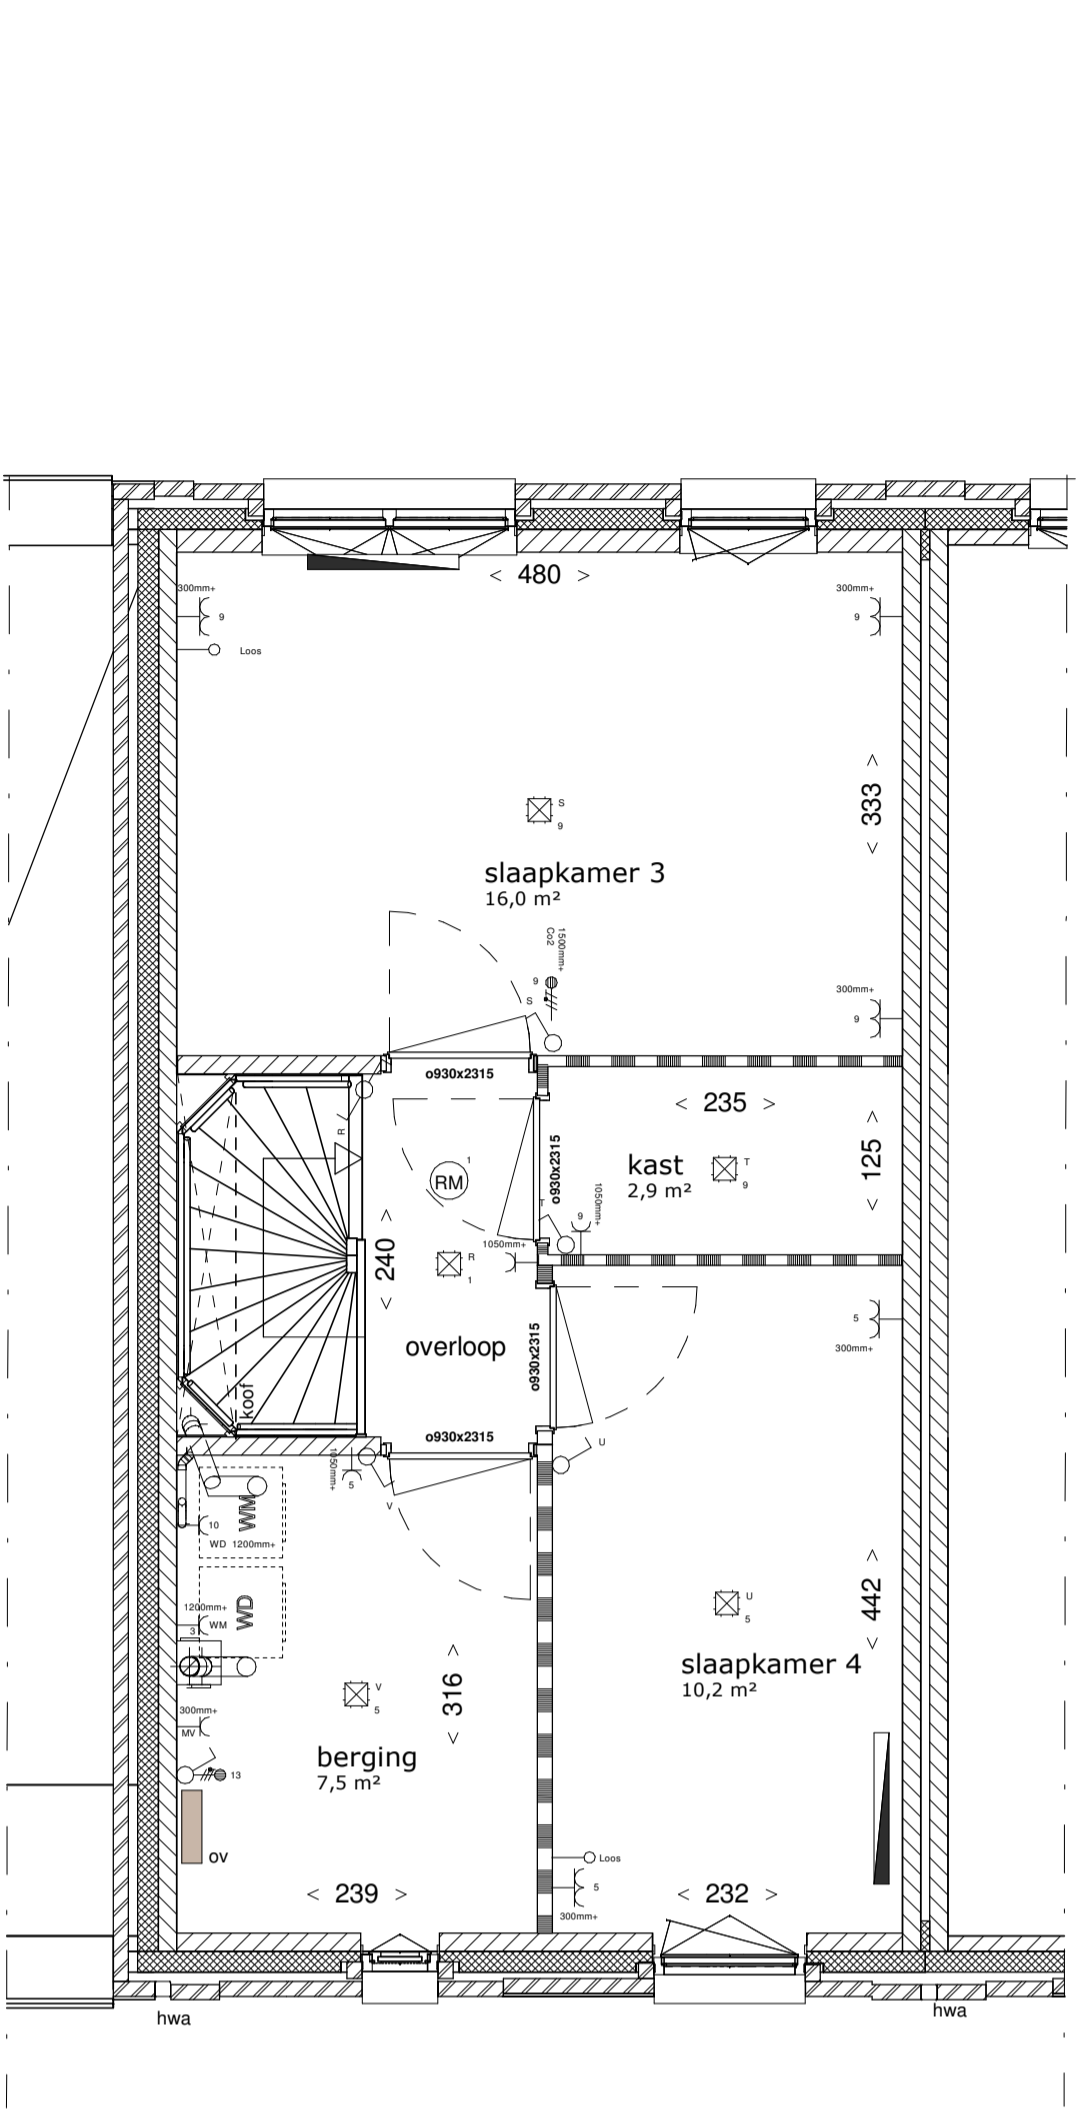 < 480 >
300mm+
9
Loos
300mm+
9
< 333 >
S
9
slaapkamer 3
16,0 m²
1500mm+
Co2
9
S
300mm+
9
o930x2315
R
< 235 >
o930x2315
kast
2,9 m²
T
9
< 125 >
RM
1
T
9
1050mm+
1050mm+
< 240 >
R
1
overloop
o930x2315
5
300mm+
koof
o930x2315
U
1050mm+
5
V
WM
10
WD 1200mm+
WD
1200mm+
WM
3
< 442 >
U
5
slaapkamer 4
10,2 m²
< 316 >
V
5
300mm+
MV
berging
7,5 m²
13
ov
Loos
5
300mm+
< 239 >
< 232 >
hwa
hwa